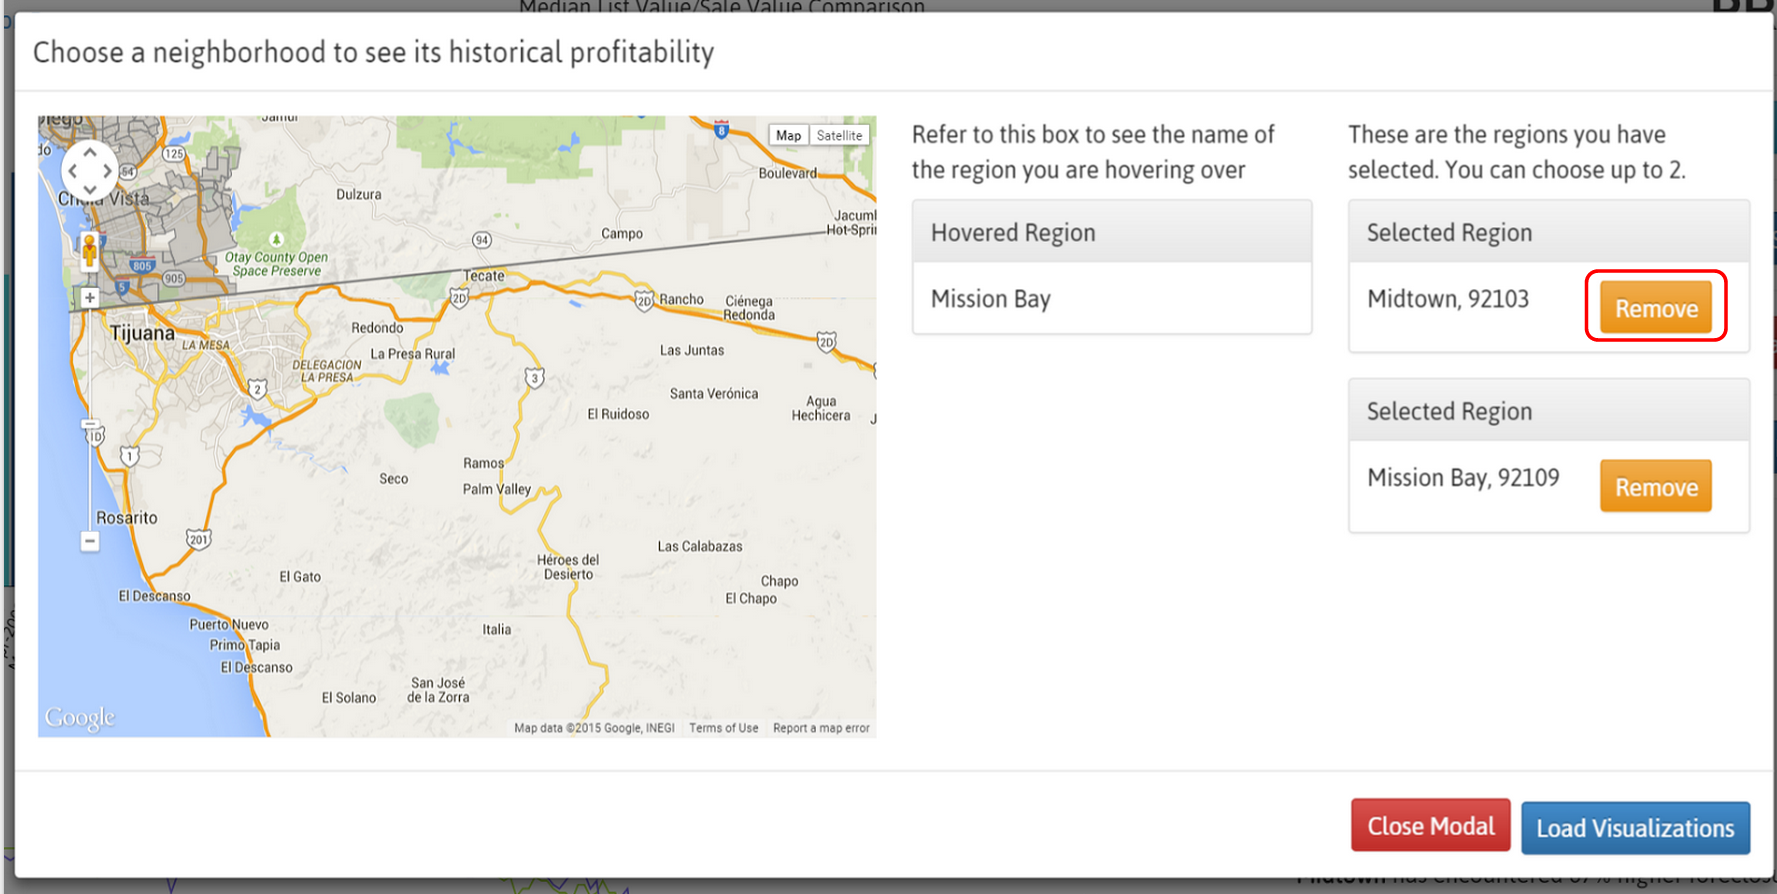 Median List Value/Sale Value Comparison
Choose a neighborhood to see its historical profitability
Jamul
8
Map
Satellite
125
54
Chula Vista
Boulevard
Dulzura
Jacum
Hot Spri
94
Campo
Otay County Open
Space Preserve
805
905
5
Tecate
2D
2D
Rancho
Ciénega
Redonda
Tijuana
LA MESA
Redondo
2D
La Presa Rural
Las Juntas
DELEGACION
LA PRESA
2
3
Santa Verónica
Agua
Hechicera
El Ruidoso
1D
1
Ramos
Seco
Palm Valley
Rosarito
201
Las Calabazas
Héroes del
Desierto
El Gato
Chapo
El Descanso
El Chapo
Puerto Nuevo
Italia
Primo Tapia
El Descanso
San José
de la Zorra
El Solano
Google
Map data ©2015 Google, INEGI
Terms of Use
Report a map error
Refer to this box to see the name of
the region you are hovering over
Hovered Region
Mission Bay
These are the regions you have
selected. You can choose up to 2.
Selected Region
Midtown, 92103
Remove
Selected Region
Mission Bay, 92109
Remove
Close Modal
Load Visualizations